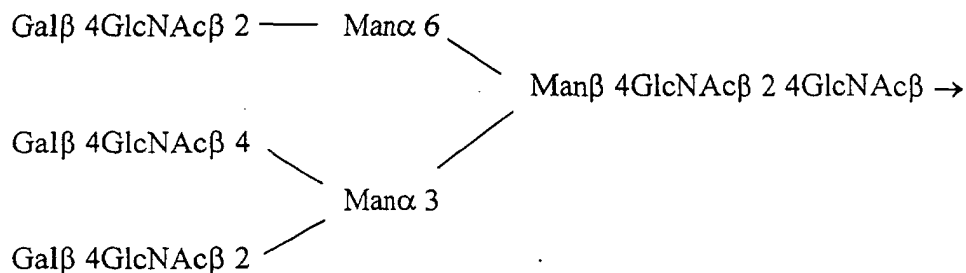 Galβ 4GlcNAcβ 2 Manα 6
Manβ 4GlcNAcβ 2 4GlcNAcβ →
Galβ 4GlcNAcβ 4
Manα 3
Galβ 4GlcNAcβ 2